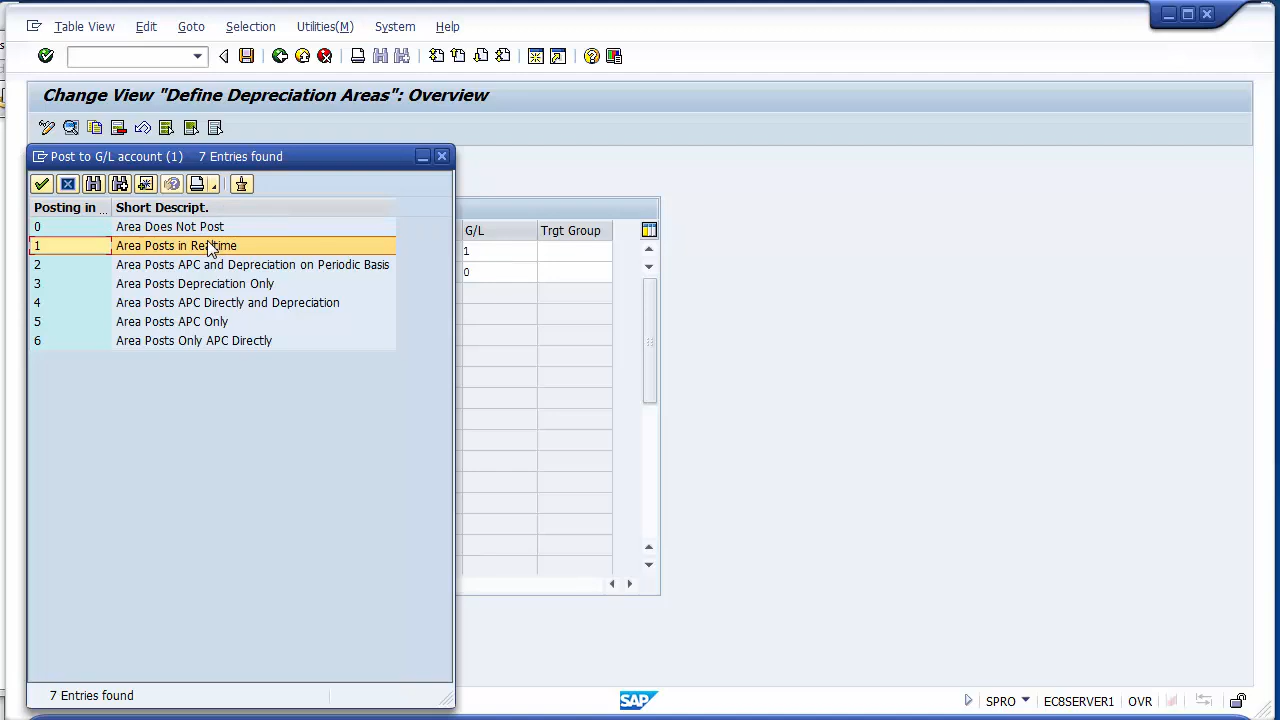 Table View Edit Goto Selection Utilities(M) System Help
Change View "Define Depreciation Areas": Overview
Post to G/L account (1) 7 Entries found
Posting in ... Short Descript.
0 Area Does Not Post
1 Area Posts in Realtime
2 Area Posts APC and Depreciation on Periodic Basis
3 Area Posts Depreciation Only
4 Area Posts APC Directly and Depreciation
5 Area Posts APC Only
6 Area Posts Only APC Directly
G/L Trgt Group
1
0
7 Entries found
SAP
SPRO EC8SERVER1 OVR